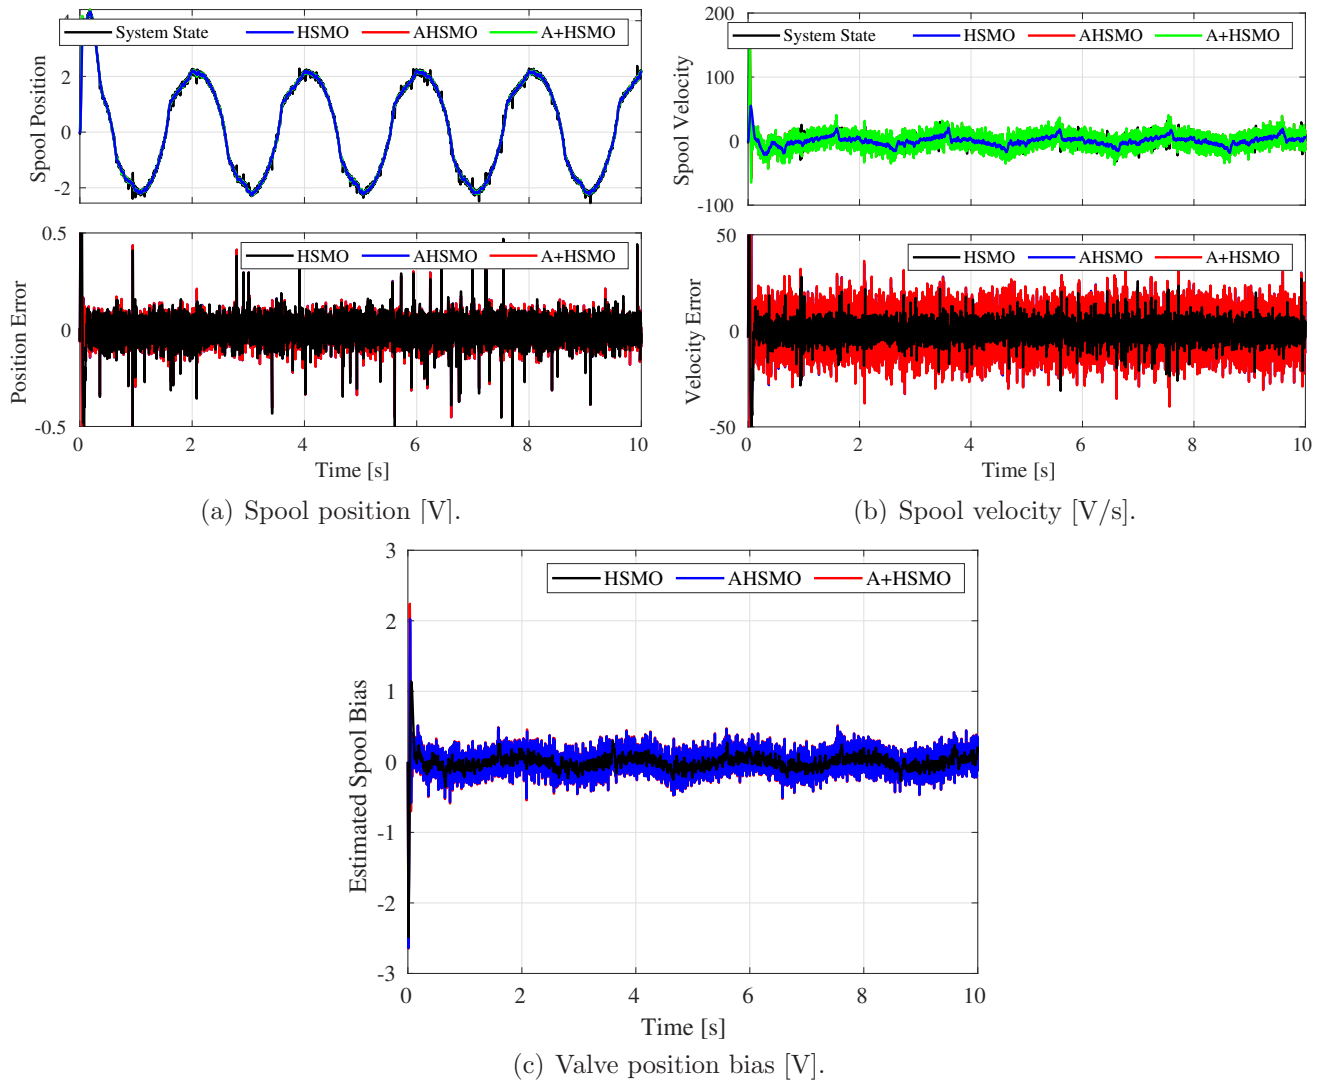 System State HSMO AHSMO A+HSMO
Spool Position
2
0
-2
HSMO AHSMO A+HSMO
Position Error
0.5
0
-0.5
0 2 4 6 8 10
Time [s]
(a) Spool position [V].
System State HSMO AHSMO A+HSMO
Spool Velocity
200
100
0
-100
HSMO AHSMO A+HSMO
Velocity Error
50
0
-50
0 2 4 6 8 10
Time [s]
(b) Spool velocity [V/s].
HSMO AHSMO A+HSMO
Estimated Spool Bias
3
2
1
0
-1
-2
-3
0 2 4 6 8 10
Time [s]
(c) Valve position bias [V].